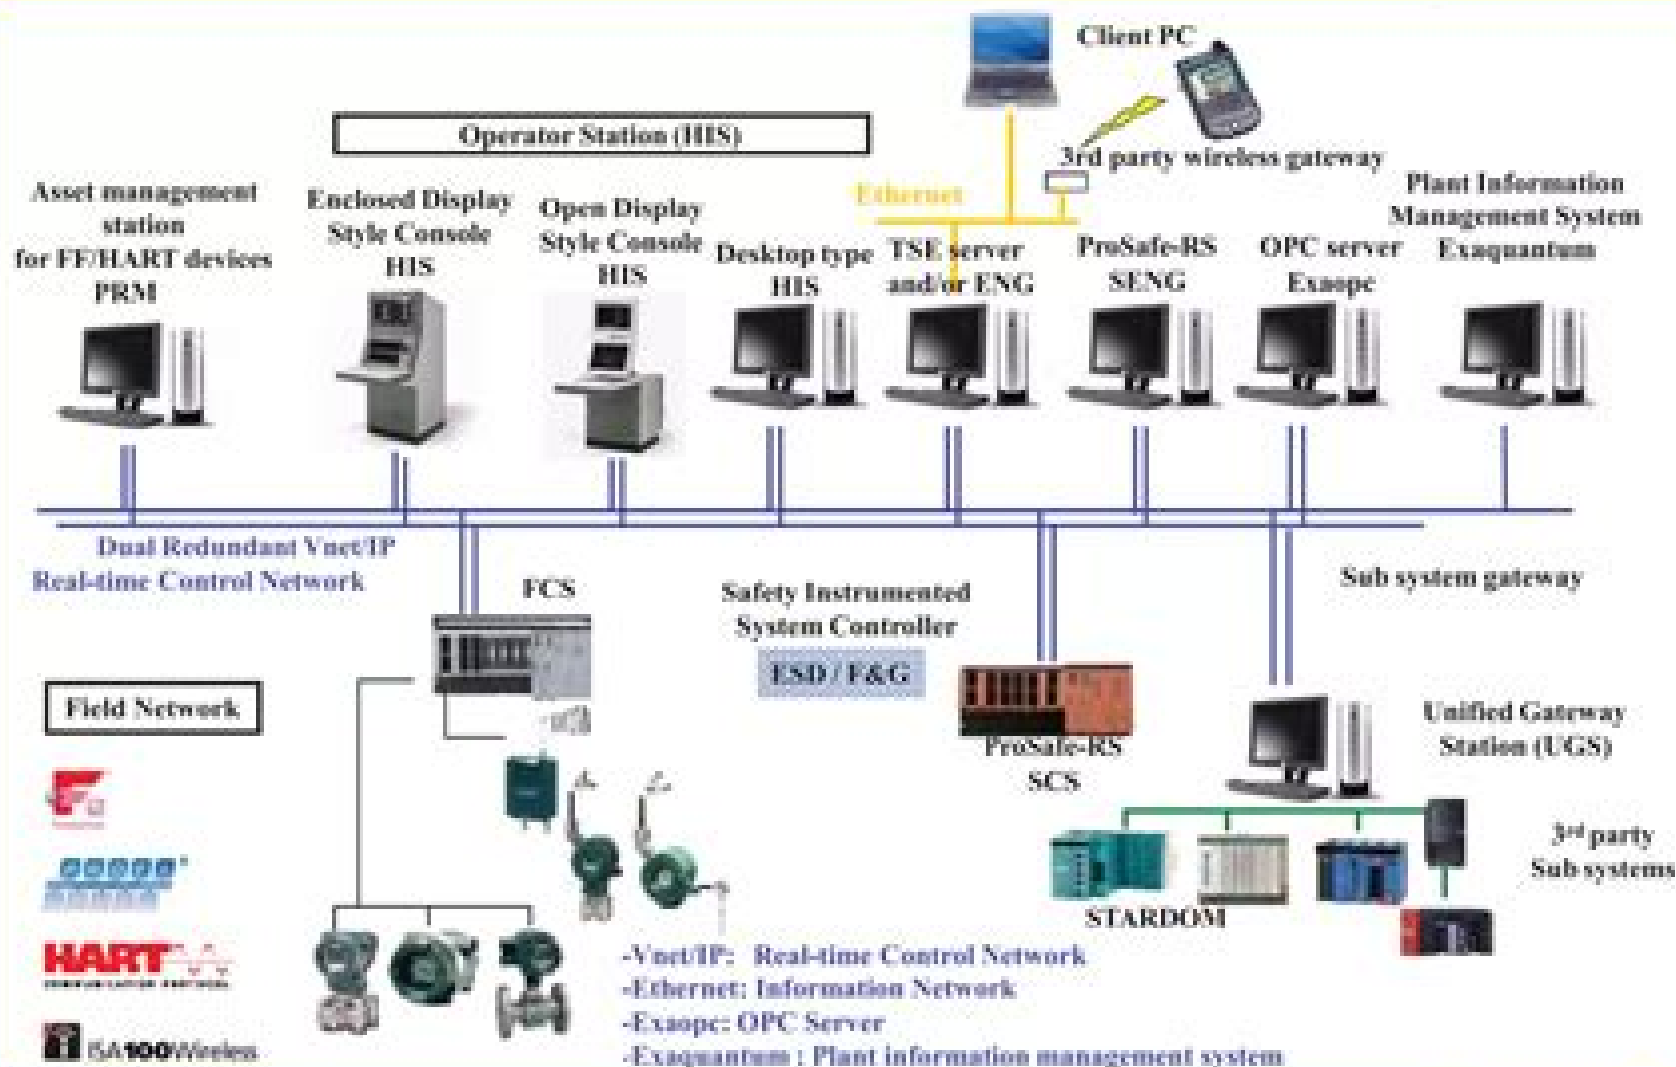 Client PC
Operator Station (HIS)
3rd party wireless gateway
Ethernet
Asset management
station
for FF/HART devices
PRM
Enclosed Display
Style Console
HIS
Open Display
Style Console
HIS
Desktop type
HIS
TSE server
and/or ENG
ProSafe-RS
SENG
OPC server
Exaopc
Plant Information
Management System
Exaquantum
Dual Redundant Vnet/IP
Real-time Control Network
FCS
Safety Instrumented
System Controller
ESD / F&G
ProSafe-RS
SCS
Sub system gateway
Unified Gateway
Station (UGS)
STARDOM
3rd party
Sub systems
Field Network
HART
COMMUNICATION PROTOCOL
ISA100 Wireless
-Vnet/IP: Real-time Control Network
-Ethernet: Information Network
-Exaopc: OPC Server
-Exaquantum : Plant information management system